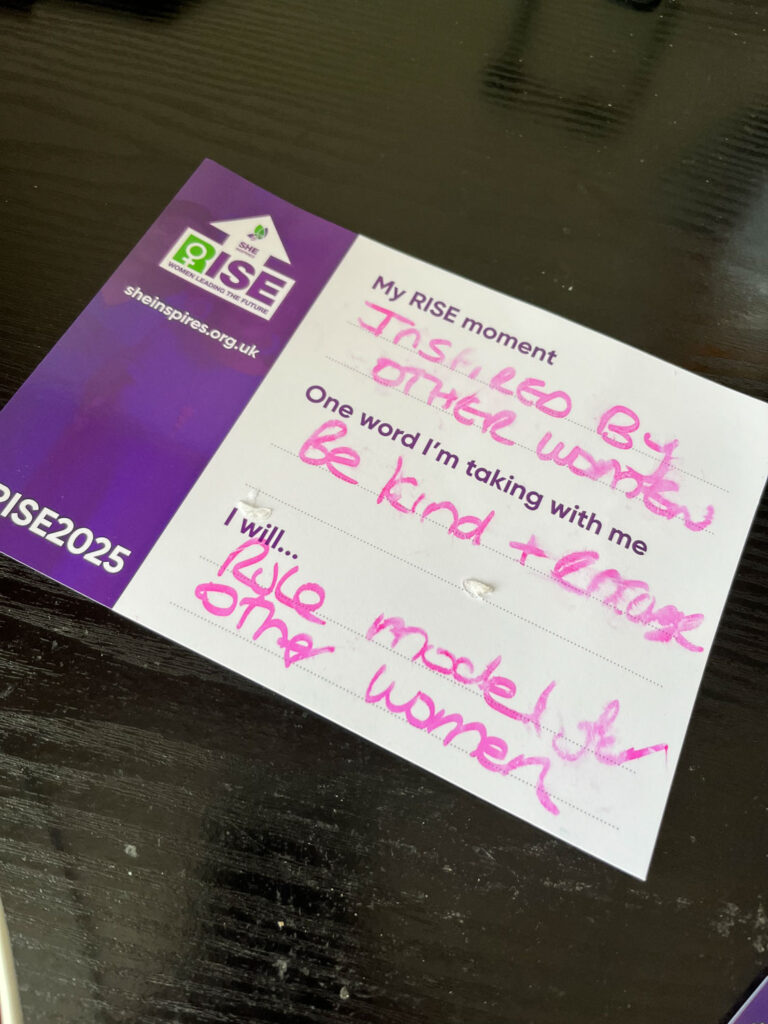 SHE
RISE
WOMEN LEADING THE FUTURE
sheinspires.org.uk
RISE2025
My RISE moment
INSPIRED BY
OTHER WOMEN
One word I'm taking with me
Be kind +
I will...
Role model for
other women